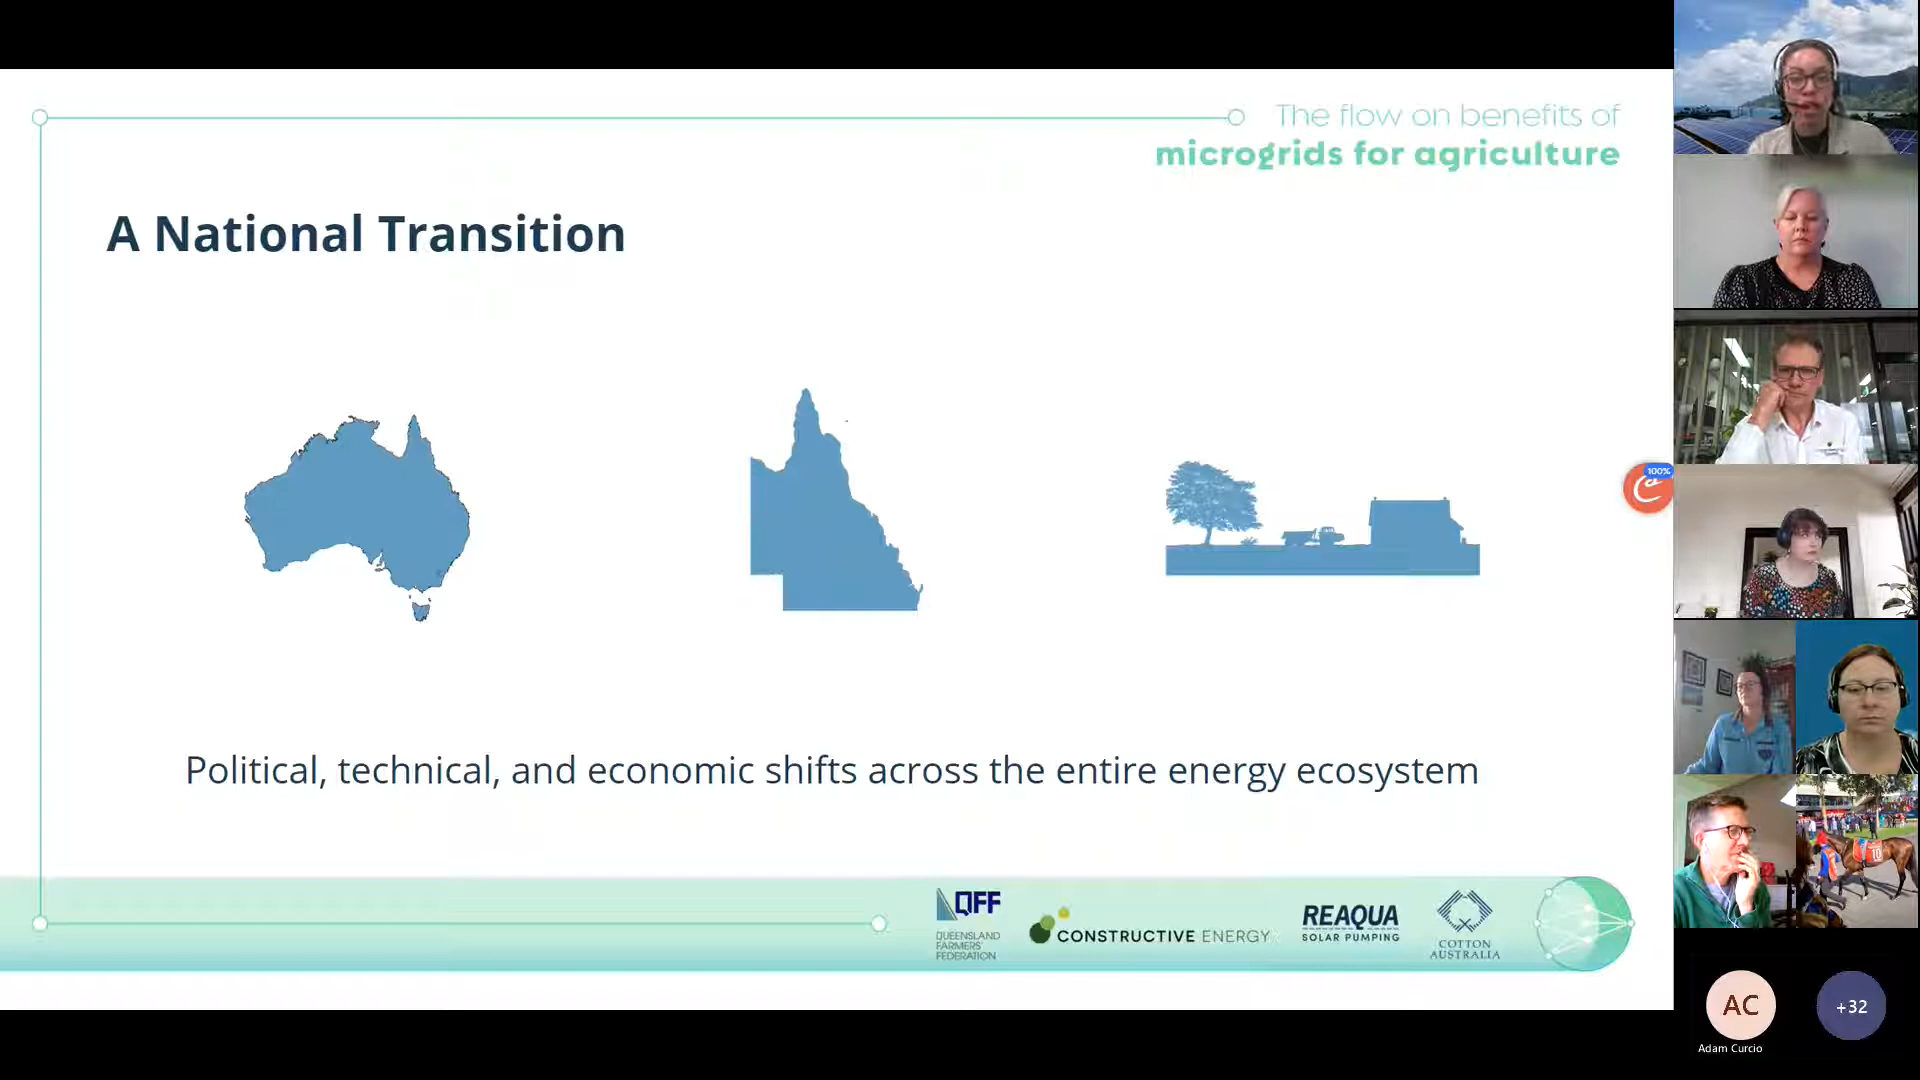 The flow on benefits of
microgrids for agriculture
A National Transition
100%
Political, technical, and economic shifts across the entire energy ecosystem
QFF
QUEENSLAND
FARMERS'
FEDERATION
CONSTRUCTIVE ENERGY
REAQUA
SOLAR PUMPING
COTTON
AUSTRALIA
10
AC
Adam Curcio
+32